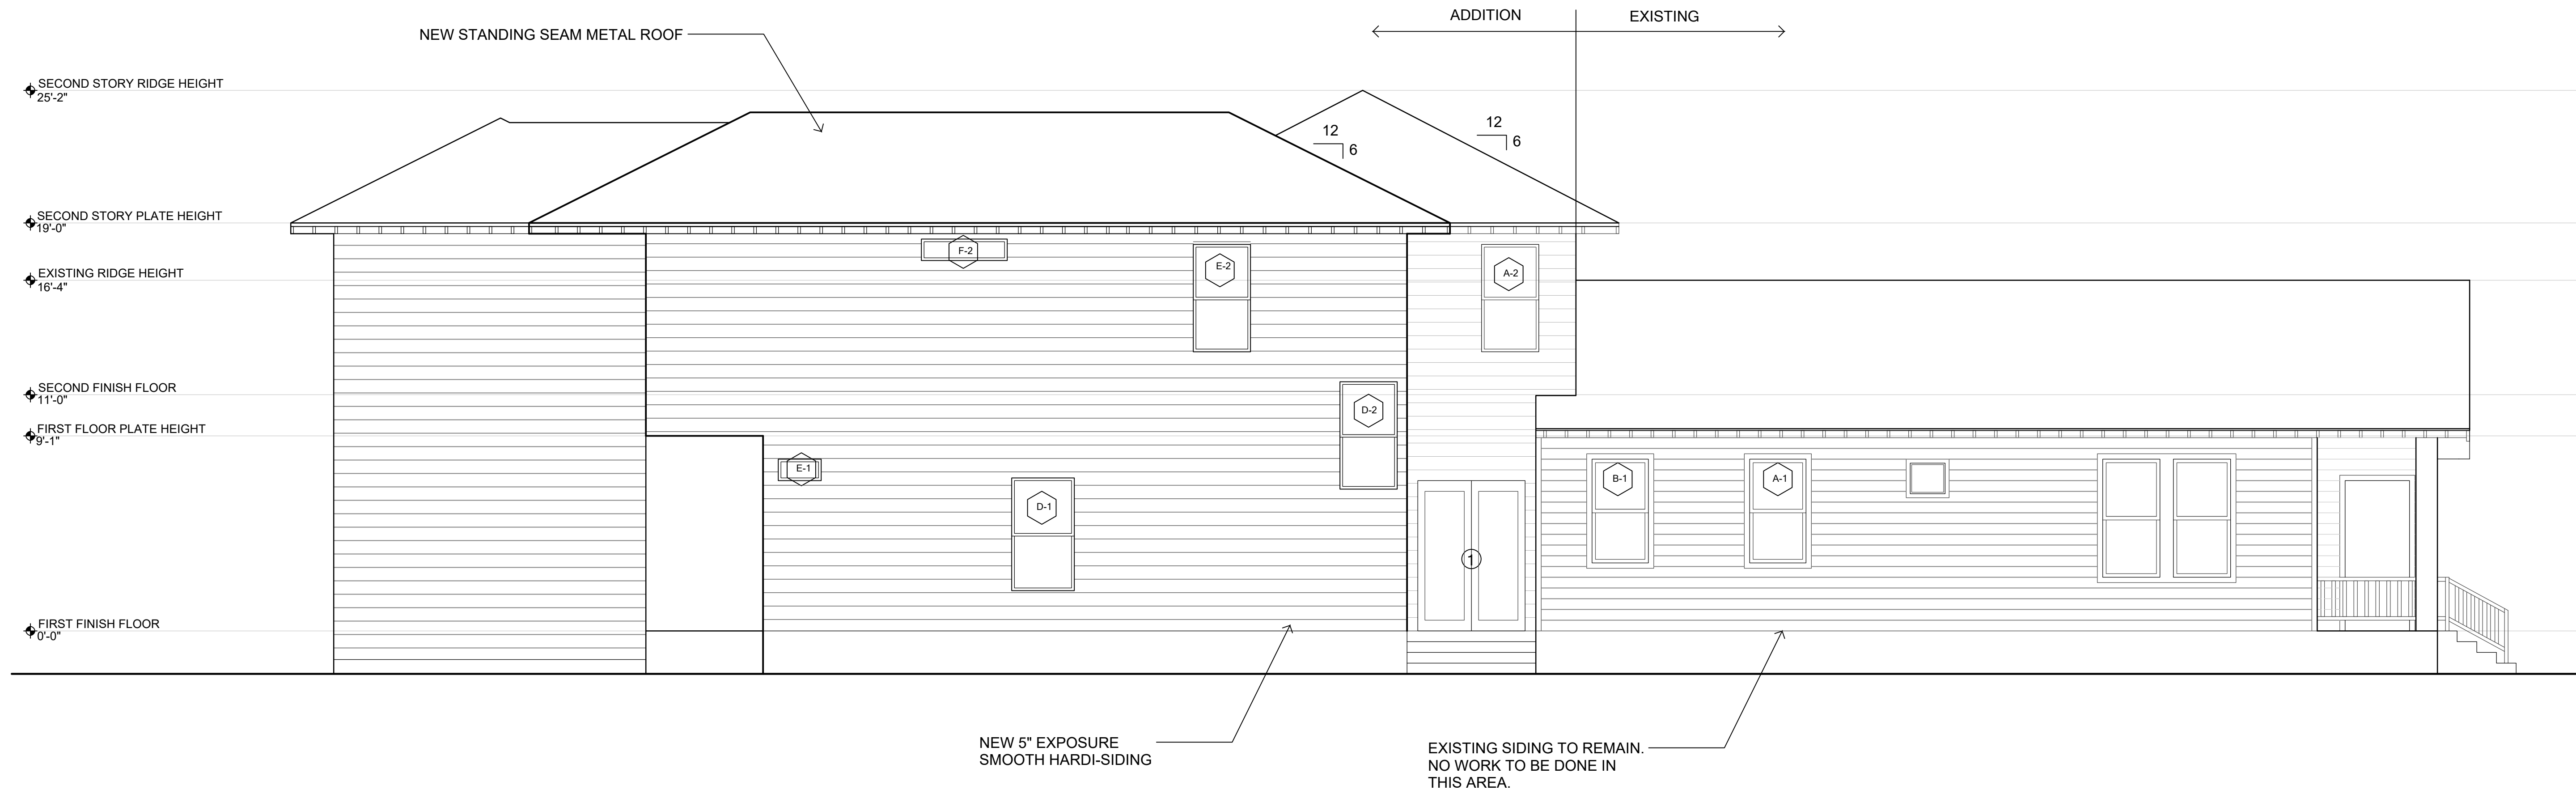 ADDITION
EXISTING
NEW STANDING SEAM METAL ROOF
SECOND STORY RIDGE HEIGHT
25'-2"
12
6
12
6
SECOND STORY PLATE HEIGHT
19'-0"
F-2
E-2
A-2
EXISTING RIDGE HEIGHT
16'-4"
SECOND FINISH FLOOR
11'-0"
D-2
FIRST FLOOR PLATE HEIGHT
9'-1"
E-1
D-1
B-1
A-1
1
FIRST FINISH FLOOR
0'-0"
NEW 5" EXPOSURE
SMOOTH HARDI-SIDING
EXISTING SIDING TO REMAIN.
NO WORK TO BE DONE IN
THIS AREA.